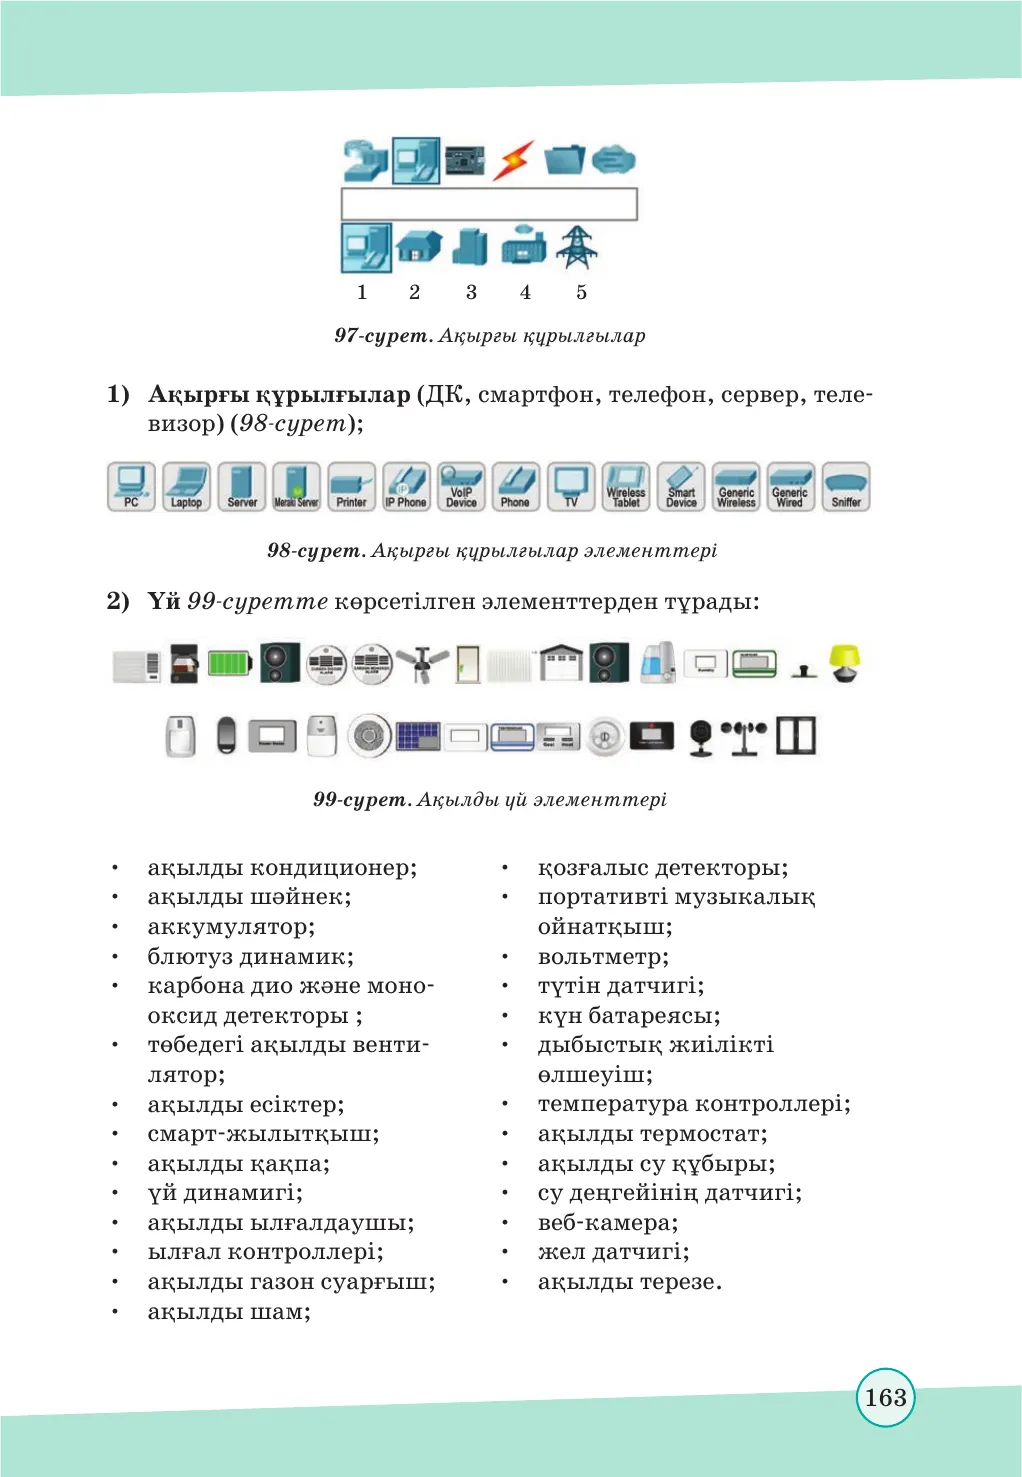 1 2 3 4 5
97-сурет. Ақырғы құрылғылар
1) Ақырғы құрылғылар (ДК, смартфон, телефон, сервер, теле-
визор) (98-сурет);
PC Laptop Server Meraki Server Printer IP Phone VoIP Device Phone TV Wireless Tablet Smart Device Generic Wireless Generic Wired Sniffer
98-сурет. Ақырғы құрылғылар элементтері
2) Үй 99-суретте көрсетілген элементтерден тұрады:
99-сурет. Ақылды үй элементтері
• ақылды кондиционер;
• ақылды шәйнек;
• аккумулятор;
• блютуз динамик;
• карбона дио және моно-
оксид детекторы ;
• төбедегі ақылды венти-
лятор;
• ақылды есіктер;
• смарт-жылытқыш;
• ақылды қақпа;
• үй динамигі;
• ақылды ылғалдаушы;
• ылғал контроллері;
• ақылды газон суарғыш;
• ақылды шам;
• қозғалыс детекторы;
• портативті музыкалық
ойнатқыш;
• вольтметр;
• түтін датчигі;
• күн батареясы;
• дыбыстық жиілікті
өлшеуіш;
• температура контроллері;
• ақылды термостат;
• ақылды су құбыры;
• су деңгейінің датчигі;
• веб-камера;
• жел датчигі;
• ақылды терезе.
163